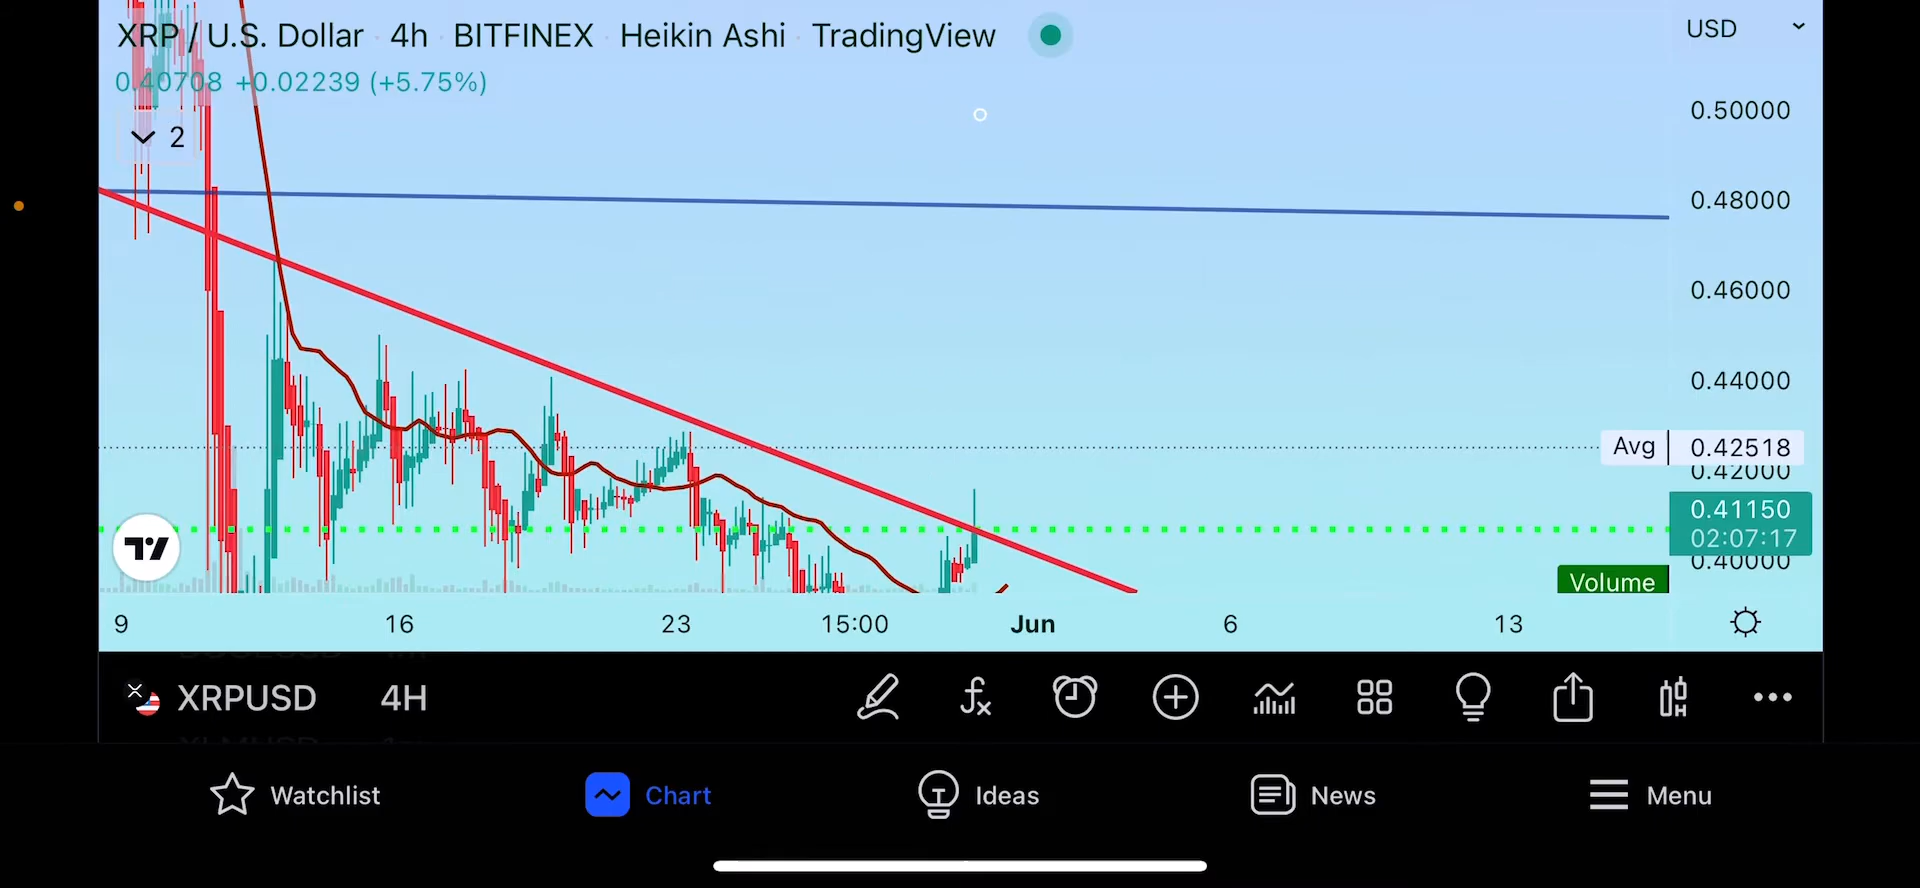 XRP / U.S. Dollar · 4h · BITFINEX · Heikin Ashi · TradingView
USD
0.40708 +0.02239 (+5.75%)
2
0.50000
0.48000
0.46000
0.44000
Avg 0.42518
0.42000
0.41150
02:07:17
0.40000
Volume
9 16 23 15:00 Jun 6 13
XRPUSD 4H
Watchlist Chart Ideas News Menu